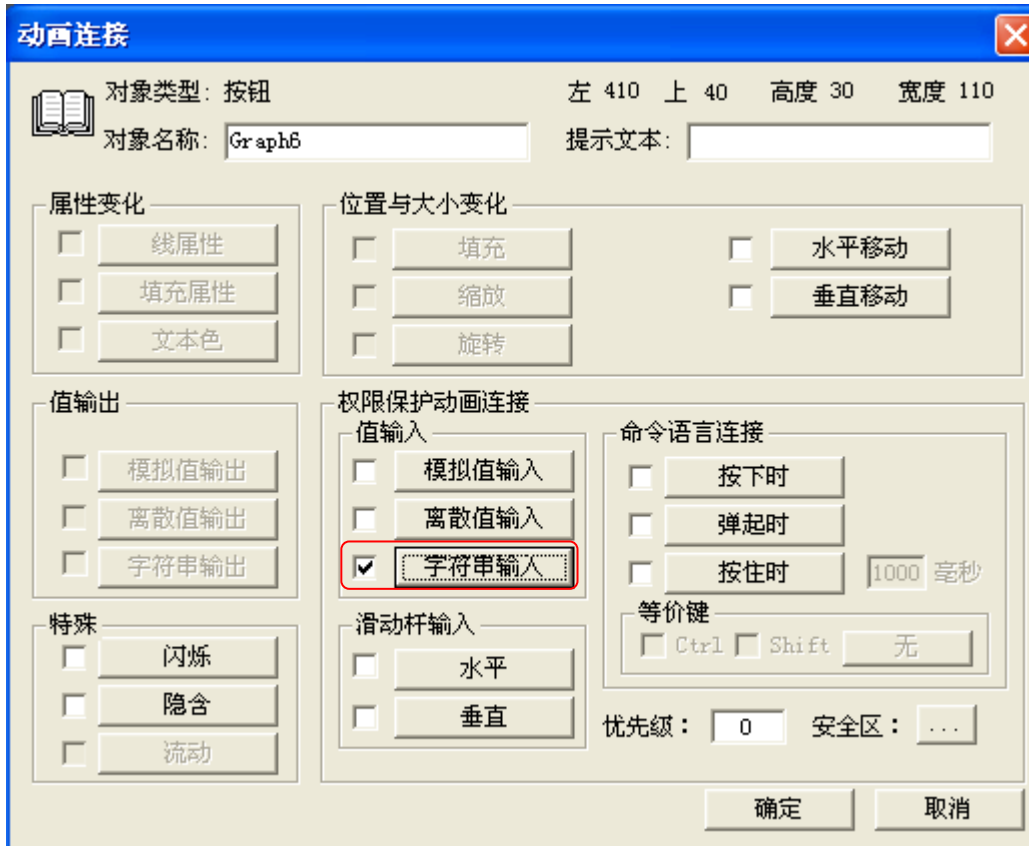 动画连接
对象类型: 按钮 左 410 上 40 高度 30 宽度 110
对象名称: Graph6 提示文本:
属性变化
线属性
填充属性
文本色
位置与大小变化
填充 水平移动
缩放 垂直移动
旋转
值输出
模拟值输出
离散值输出
字符串输出
权限保护动画连接
值输入
模拟值输入
离散值输入
字符串输入
命令语言连接
按下时
弹起时
按住时 1000 毫秒
等价键
Ctrl Shift 无
特殊
闪烁
隐含
流动
滑动杆输入
水平
垂直
优先级： 0 安全区： ...
确定 取消